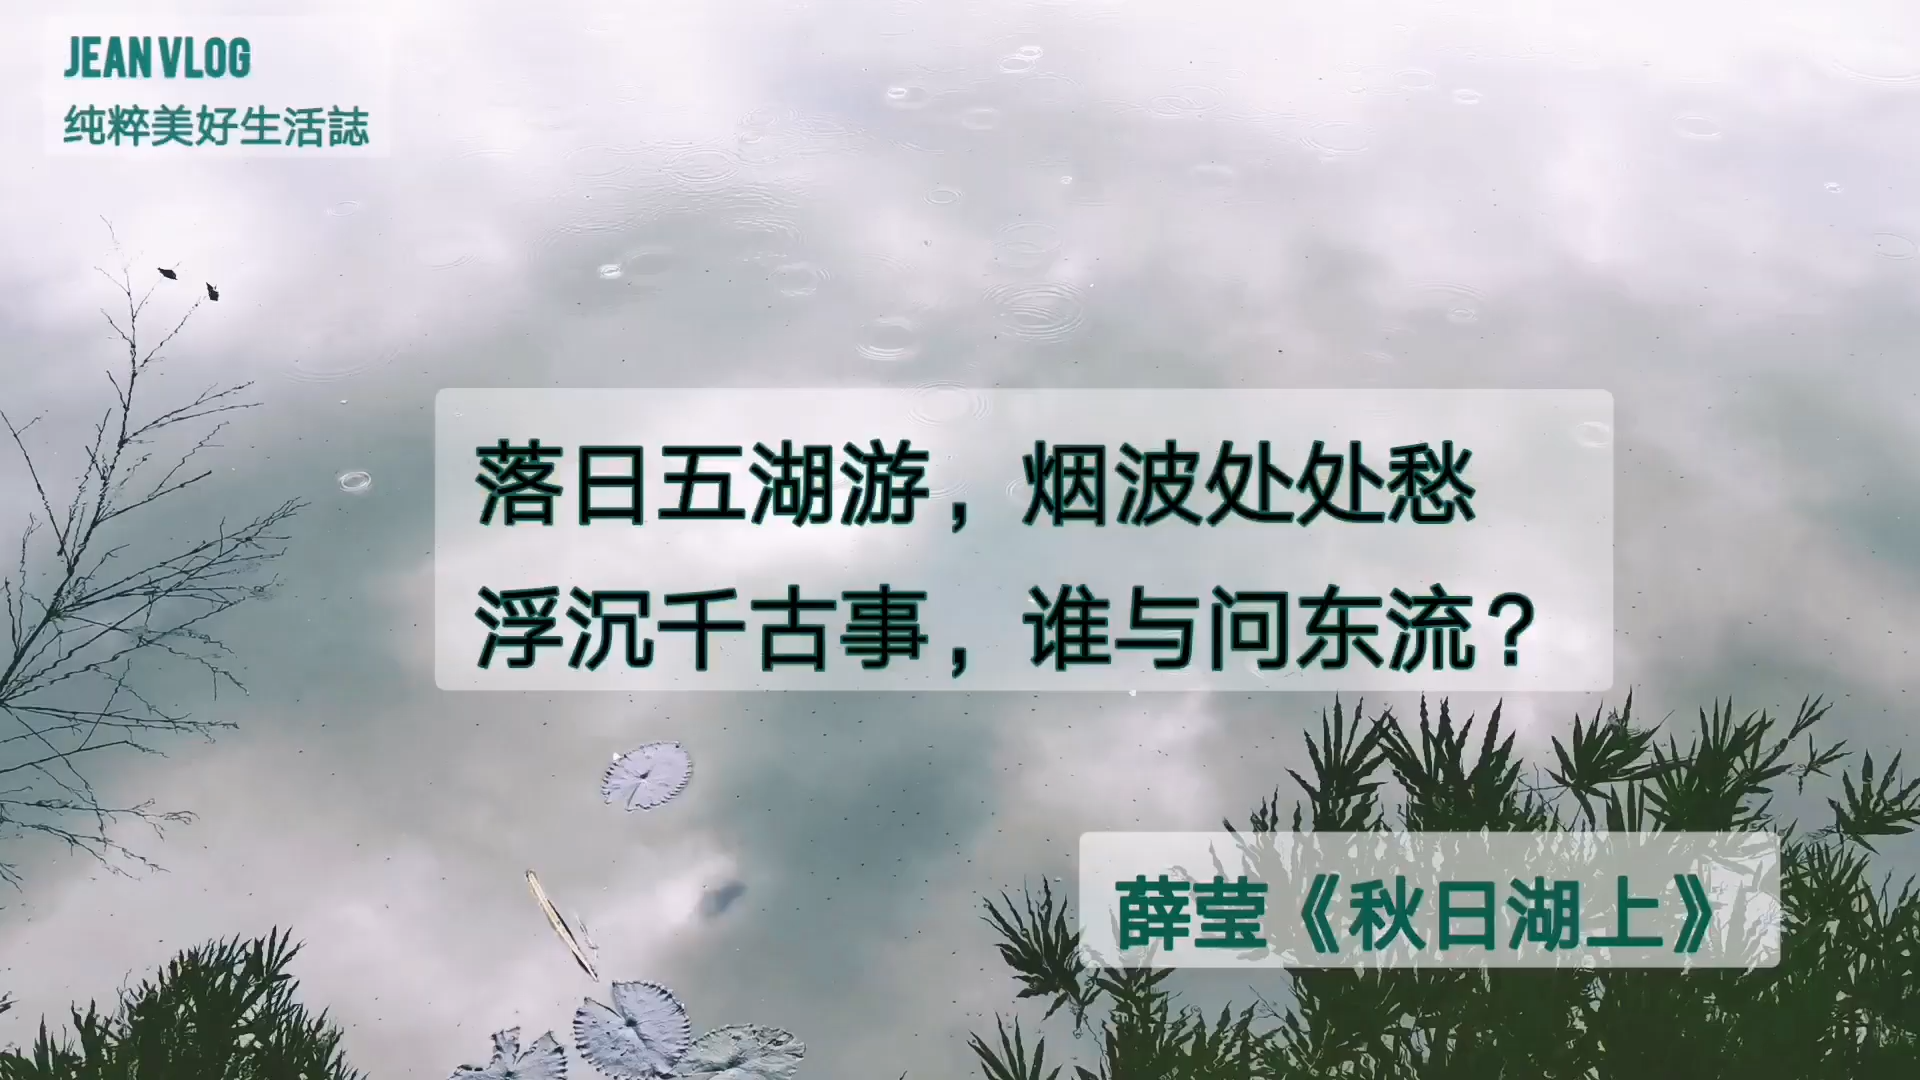 JEAN VLOG
纯粹美好生活誌
落日五湖游，烟波处处愁
浮沉千古事，谁与问东流？
薛莹《秋日湖上》